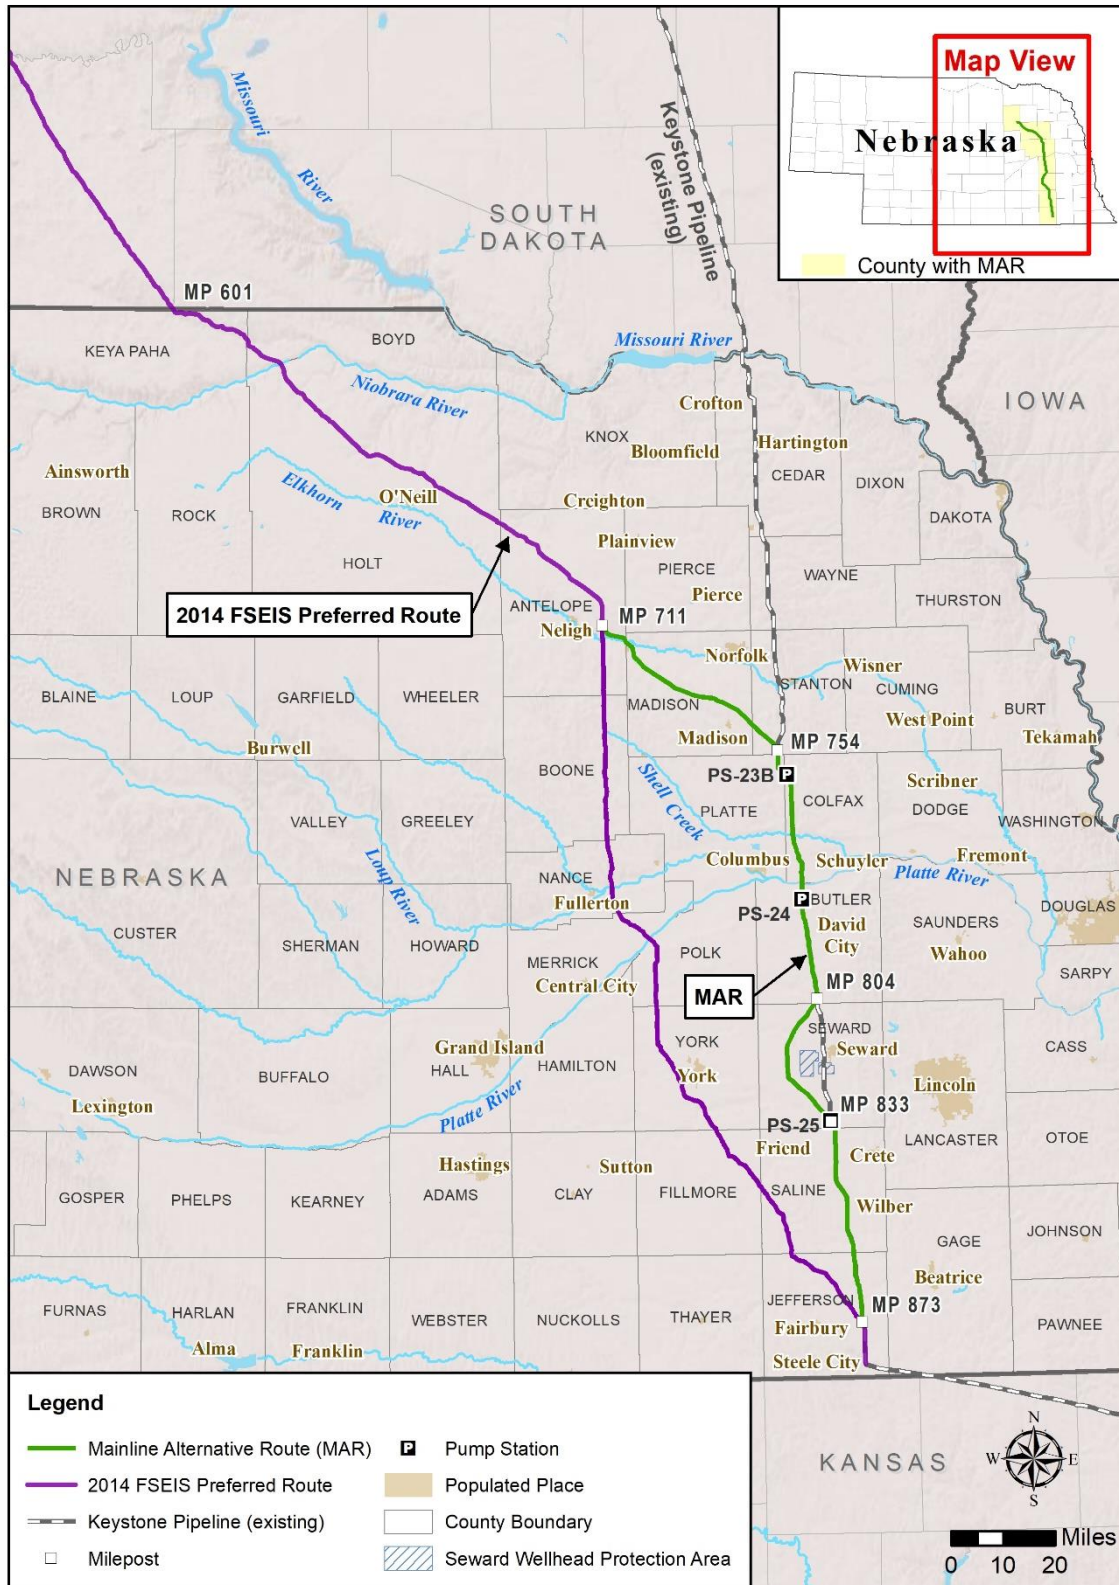 Map View
Nebraska
County with MAR
Missouri
River
Keystone Pipeline
(existing)
SOUTH
DAKOTA
MP 601
KEYA PAHA
BOYD
Missouri River
IOWA
Niobrara River
Crofton
KNOX
Bloomfield
Hartington
CEDAR
DIXON
Ainsworth
BROWN
ROCK
Elkhorn
River
O'Neill
Creighton
DAKOTA
HOLT
Plainview
PIERCE
Pierce
WAYNE
THURSTON
2014 FSEIS Preferred Route
ANTELOPE
Neligh
MP 711
Norfolk
Wisner
STANTON
CUMING
BLAINE
LOUP
GARFIELD
WHEELER
MADISON
West Point
BURT
Tekamah
Burwell
Madison
MP 754
BOONE
Shell
Creek
PS-23B
P
PLATTE
COLFAX
Scribner
DODGE
WASHINGTON
VALLEY
GREELEY
Loup River
Columbus
Schuyler
Fremont
Platte River
NEBRASKA
NANCE
Fullerton
PS-24
P
BUTLER
David
City
SAUNDERS
Wahoo
DOUGLAS
CUSTER
SHERMAN
HOWARD
MERRICK
Central City
POLK
SARPY
MAR
MP 804
SEWARD
Seward
DAWSON
Lexington
BUFFALO
Grand Island
HALL
HAMILTON
YORK
York
CASS
Lincoln
Platte River
MP 833
PS-25
Friend
Crete
LANCASTER
OTOE
GOSPER
PHELPS
KEARNEY
Hastings
ADAMS
Sutton
CLAY
FILLMORE
SALINE
Wilber
GAGE
JOHNSON
Beatrice
FURNAS
HARLAN
FRANKLIN
WEBSTER
NUCKOLLS
THAYER
JEFFERSON
MP 873
Fairbury
PAWNEE
Alma
Franklin
Steele City
Legend
Mainline Alternative Route (MAR)
P Pump Station
2014 FSEIS Preferred Route
Populated Place
Keystone Pipeline (existing)
County Boundary
Milepost
Seward Wellhead Protection Area
KANSAS
N
W E
S
Miles
0 10 20